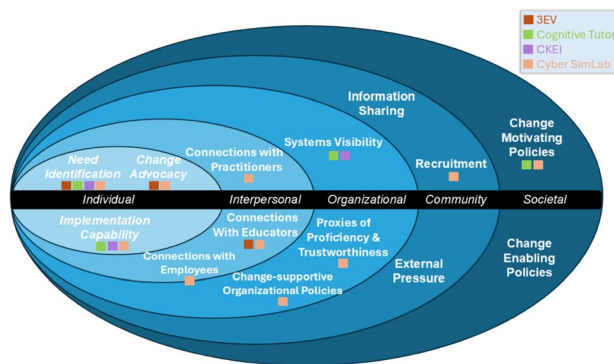 3EV
Cognitive Tutor
CKEI
Cyber SimLab
Information
Sharing
Change
Motivating
Policies
Systems Visibility
Connections with
Practitioners
Recruitment
Need
Identification
Change
Advocacy
Individual
Interpersonal
Organizational
Community
Societal
Implementation
Capability
Connections
With Educators
Proxies of
Proficiency &
Trustworthiness
Connections with
Employees
Change-supportive
Organizational Policies
External
Pressure
Change
Enabling
Policies